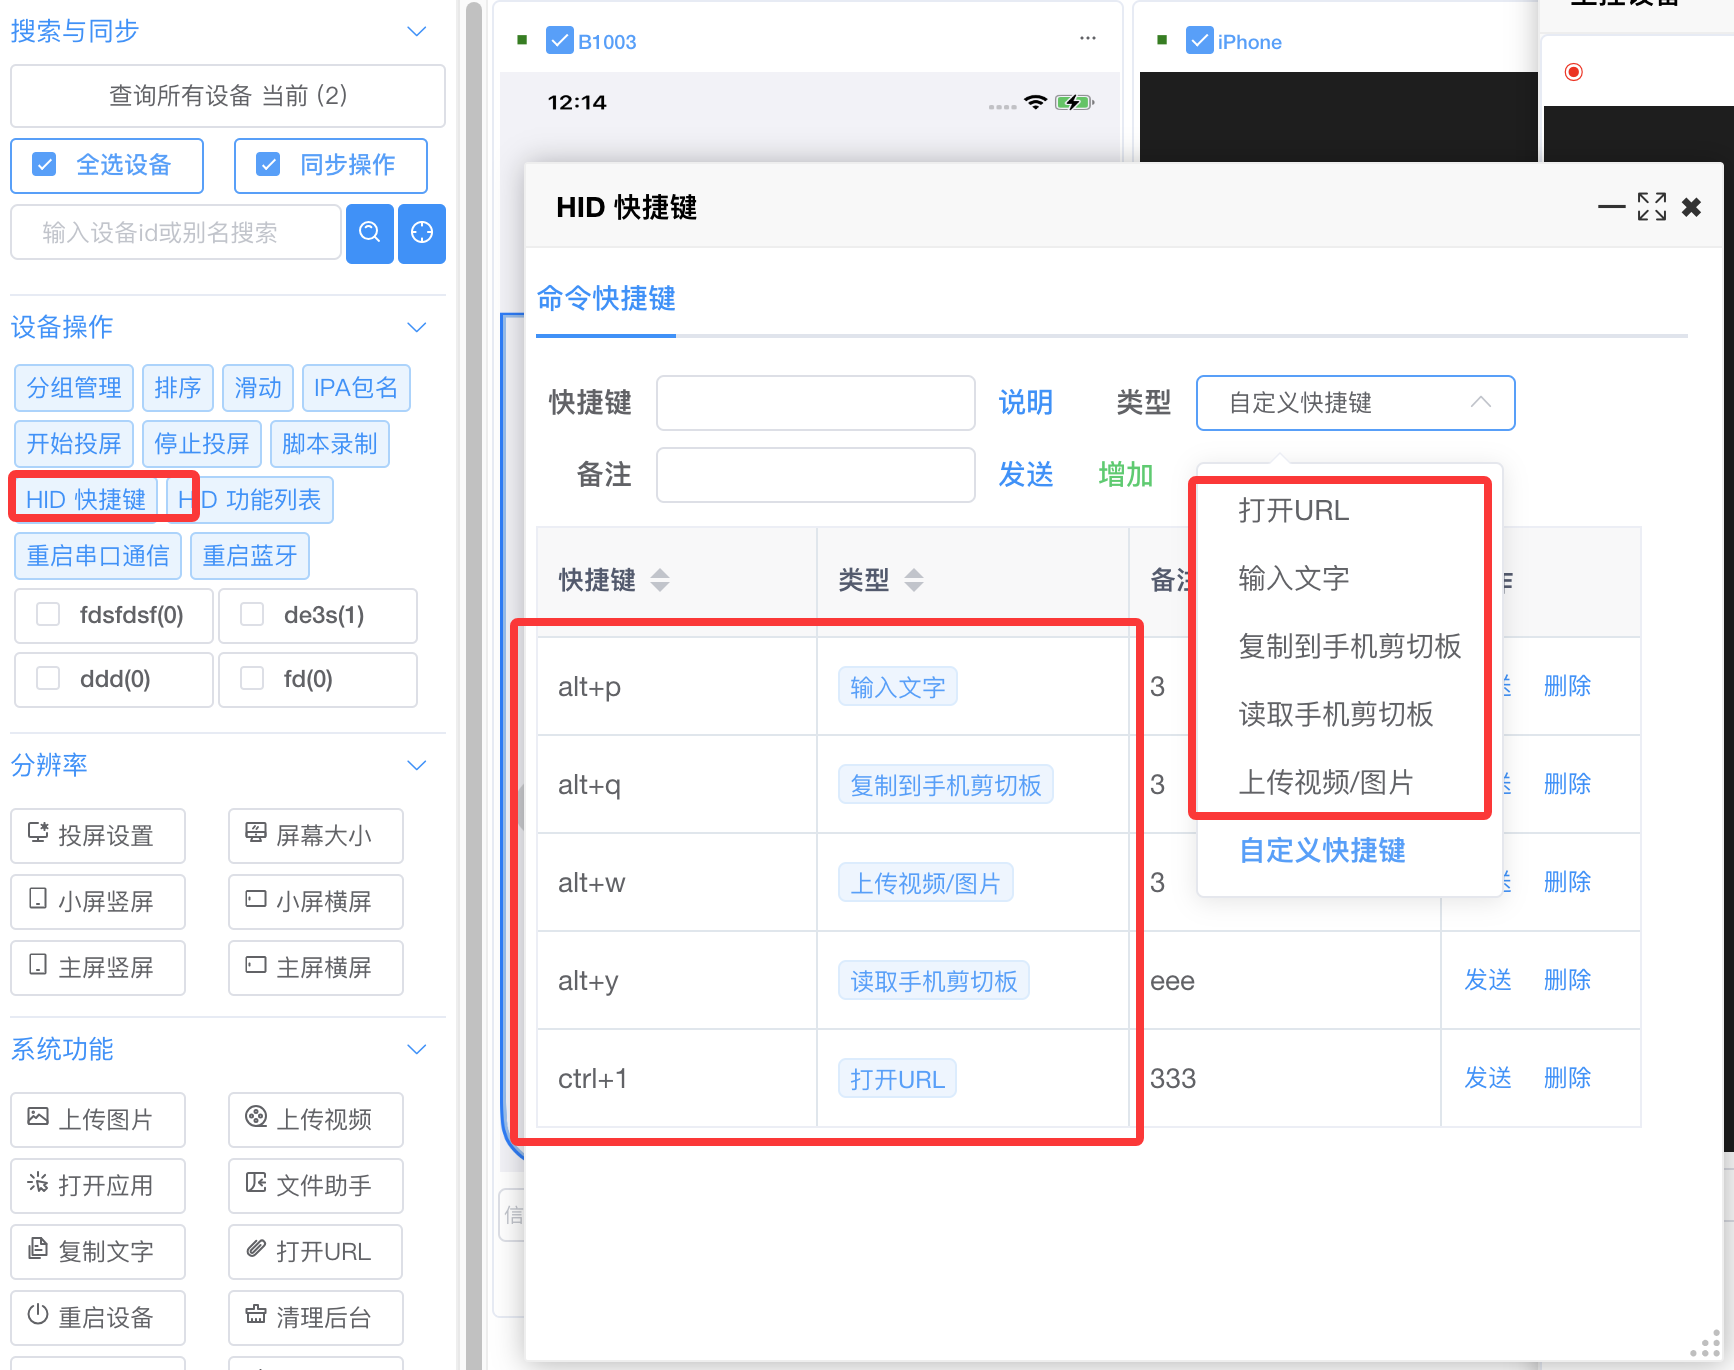 搜索与同步
查询所有设备 当前 (2)
全选设备
同步操作
输入设备id或别名搜索
设备操作
分组管理
排序
滑动
IPA包名
开始投屏
停止投屏
脚本录制
HID 快捷键
HID 功能列表
重启串口通信
重启蓝牙
fdsfdsf(0)
de3s(1)
ddd(0)
fd(0)
分辨率
投屏设置
屏幕大小
小屏竖屏
小屏横屏
主屏竖屏
主屏横屏
系统功能
上传图片
上传视频
打开应用
文件助手
复制文字
打开URL
重启设备
清理后台
B1003
···
iPhone
12:14
HID 快捷键
命令快捷键
快捷键
说明
类型
自定义快捷键
备注
发送
增加
打开URL
输入文字
复制到手机剪切板
读取手机剪切板
上传视频/图片
自定义快捷键
快捷键
类型
备注
alt+p
输入文字
3
删除
alt+q
复制到手机剪切板
3
删除
alt+w
上传视频/图片
3
删除
alt+y
读取手机剪切板
eee
发送
删除
ctrl+1
打开URL
333
发送
删除
信